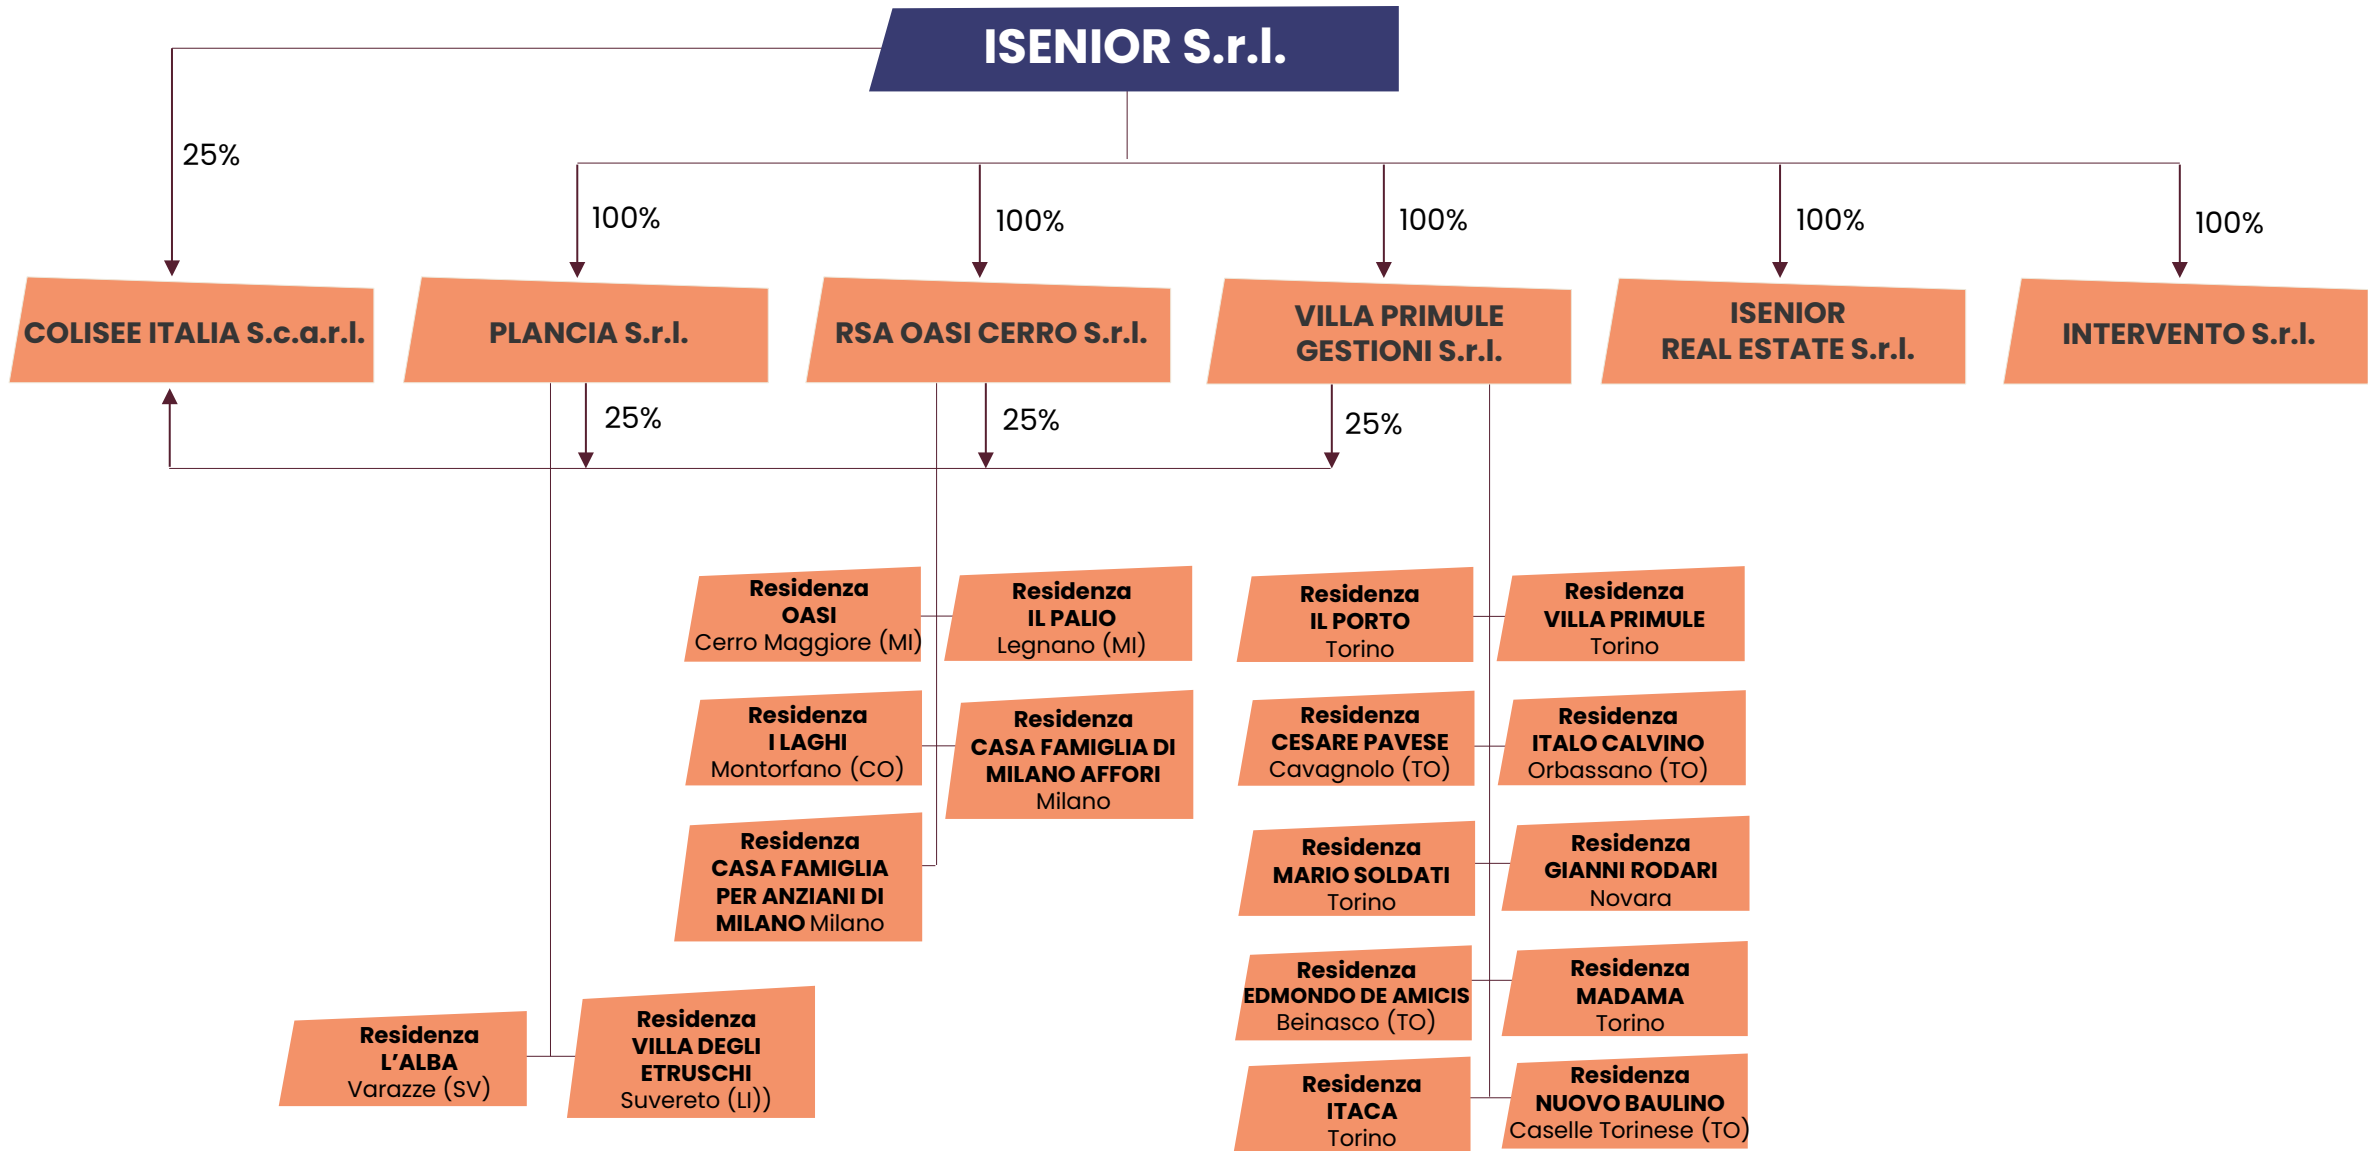 ISENIOR S.r.l.
25%
100%
100%
100%
100%
100%
COLISEE ITALIA S.c.a.r.l.
PLANCIA S.r.l.
RSA OASI CERRO S.r.l.
VILLA PRIMULE
GESTIONI S.r.l.
ISENIOR
REAL ESTATE S.r.l.
INTERVENTO S.r.l.
25%
25%
25%
Residenza
OASI
Cerro Maggiore (MI)
Residenza
IL PALIO
Legnano (MI)
Residenza
IL PORTO
Torino
Residenza
VILLA PRIMULE
Torino
Residenza
I LAGHI
Montorfano (CO)
Residenza
CASA FAMIGLIA DI
MILANO AFFORI
Milano
Residenza
CESARE PAVESE
Cavagnolo (TO)
Residenza
ITALO CALVINO
Orbassano (TO)
Residenza
CASA FAMIGLIA
PER ANZIANI DI
MILANO Milano
Residenza
MARIO SOLDATI
Torino
Residenza
GIANNI RODARI
Novara
Residenza
EDMONDO DE AMICIS
Beinasco (TO)
Residenza
MADAMA
Torino
Residenza
L'ALBA
Varazze (SV)
Residenza
VILLA DEGLI
ETRUSCHI
Suvereto (LI))
Residenza
ITACA
Torino
Residenza
NUOVO BAULINO
Caselle Torinese (TO)